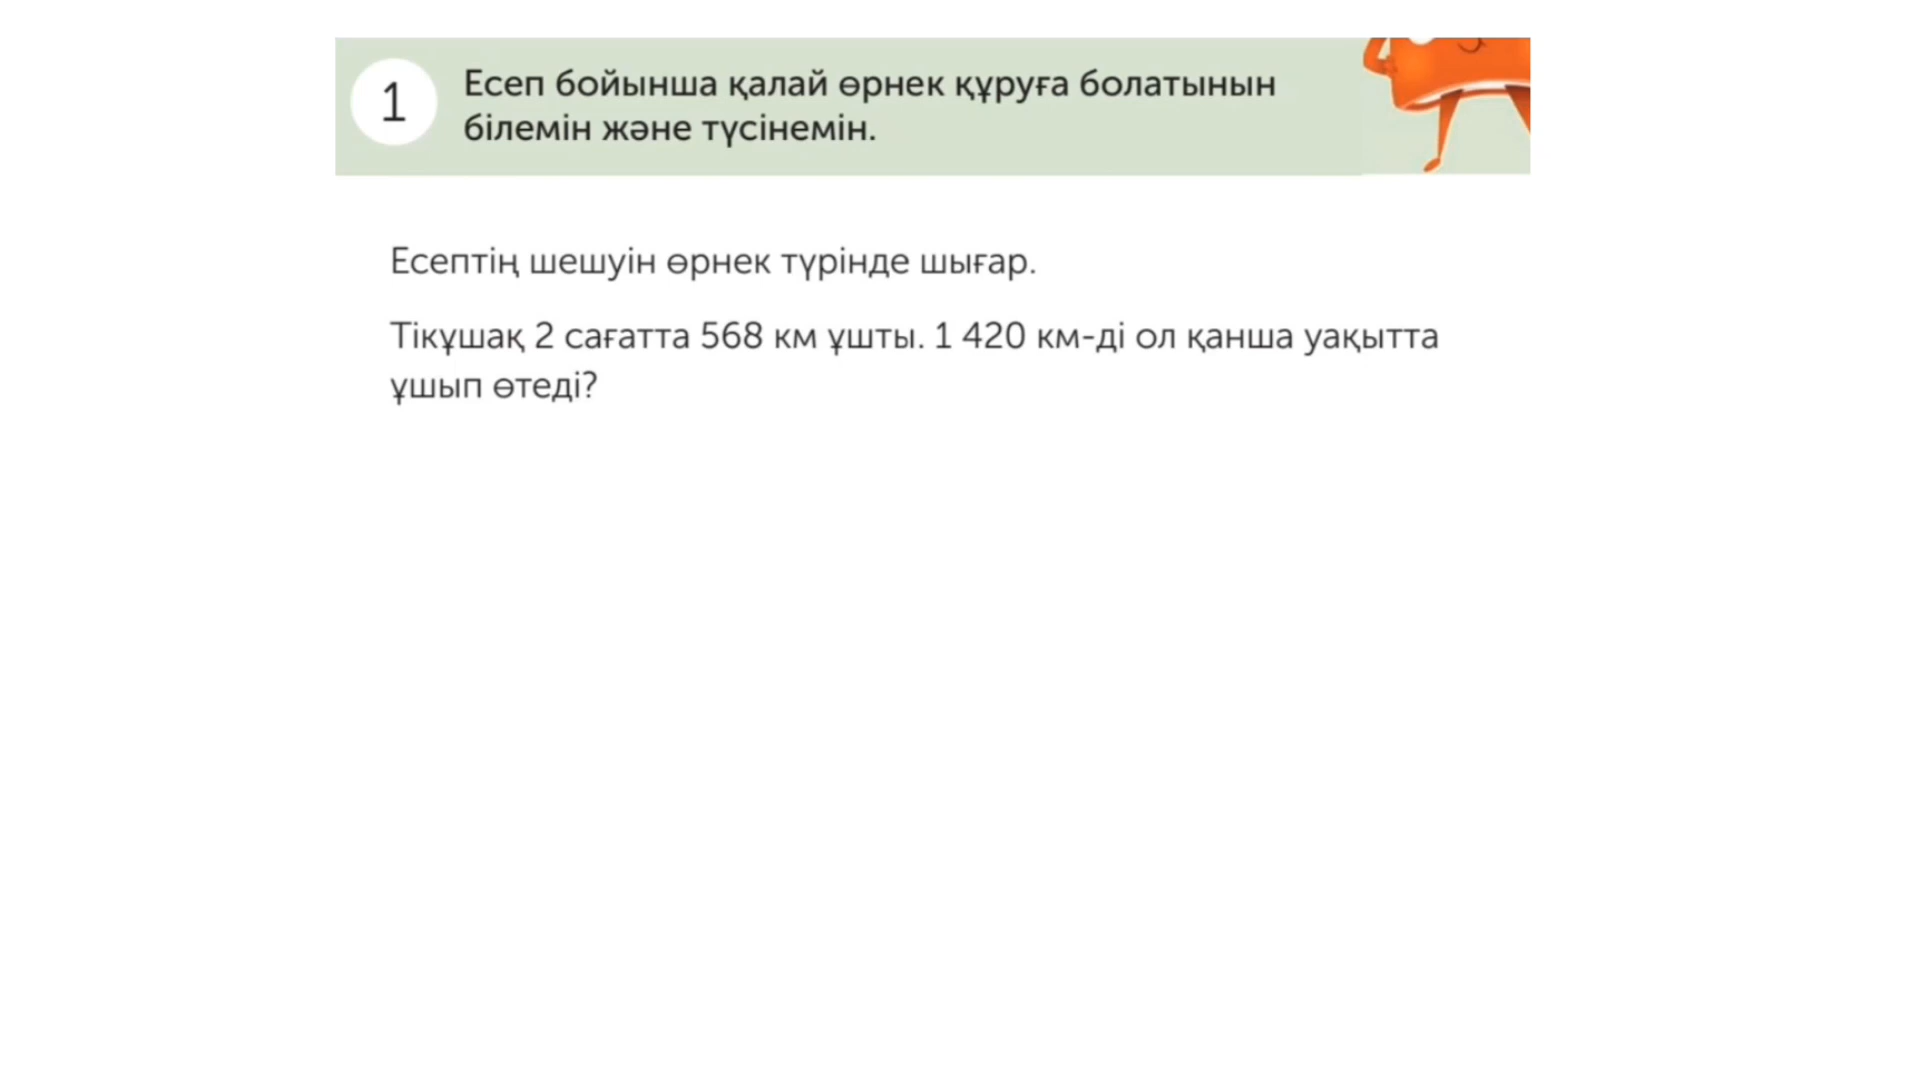 1
Есеп бойынша қалай өрнек құруға болатынын
білемін және түсінемін.
Есептің шешуін өрнек түрінде шығар.
Тікұшақ 2 сағатта 568 км ұшты. 1 420 км-ді ол қанша уақытта
ұшып өтеді?